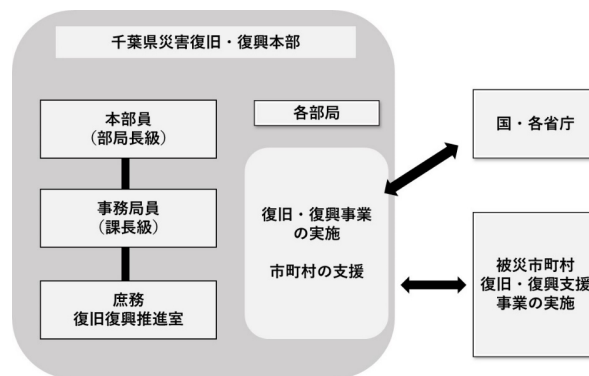 千葉県災害復旧・復興本部
本部員
(部局長級)
事務局員
(課長級)
庶務
復旧復興推進室
各部局
復旧・復興事業
の実施
市町村の支援
国・各省庁
被災市町村
復旧・復興支援
事業の実施